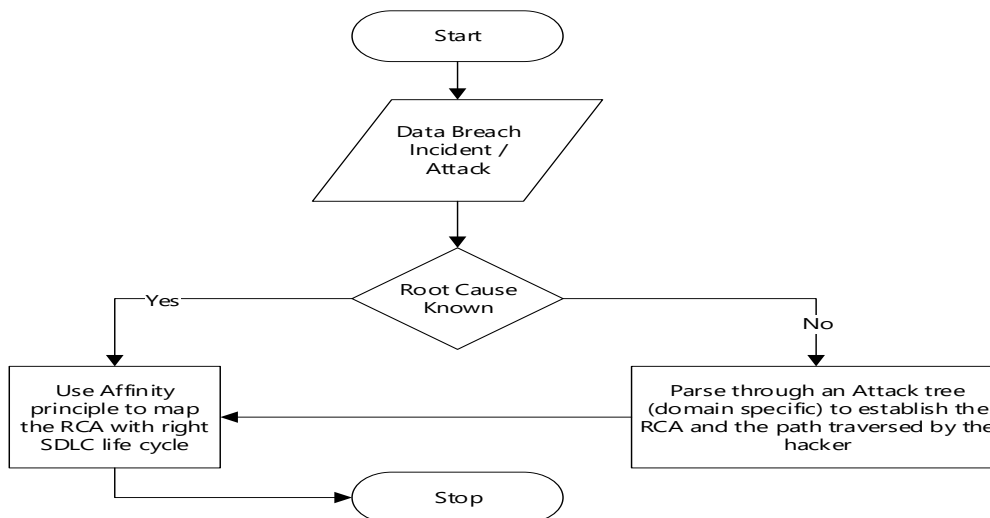 Start
Data Breach
Incident /
Attack
Root Cause
Known
Yes
No
Use Affinity
principle to map
the RCA with right
SDLC life cycle
Parse through an Attack tree
(domain specific) to establish the
RCA and the path traversed by the
hacker
Stop